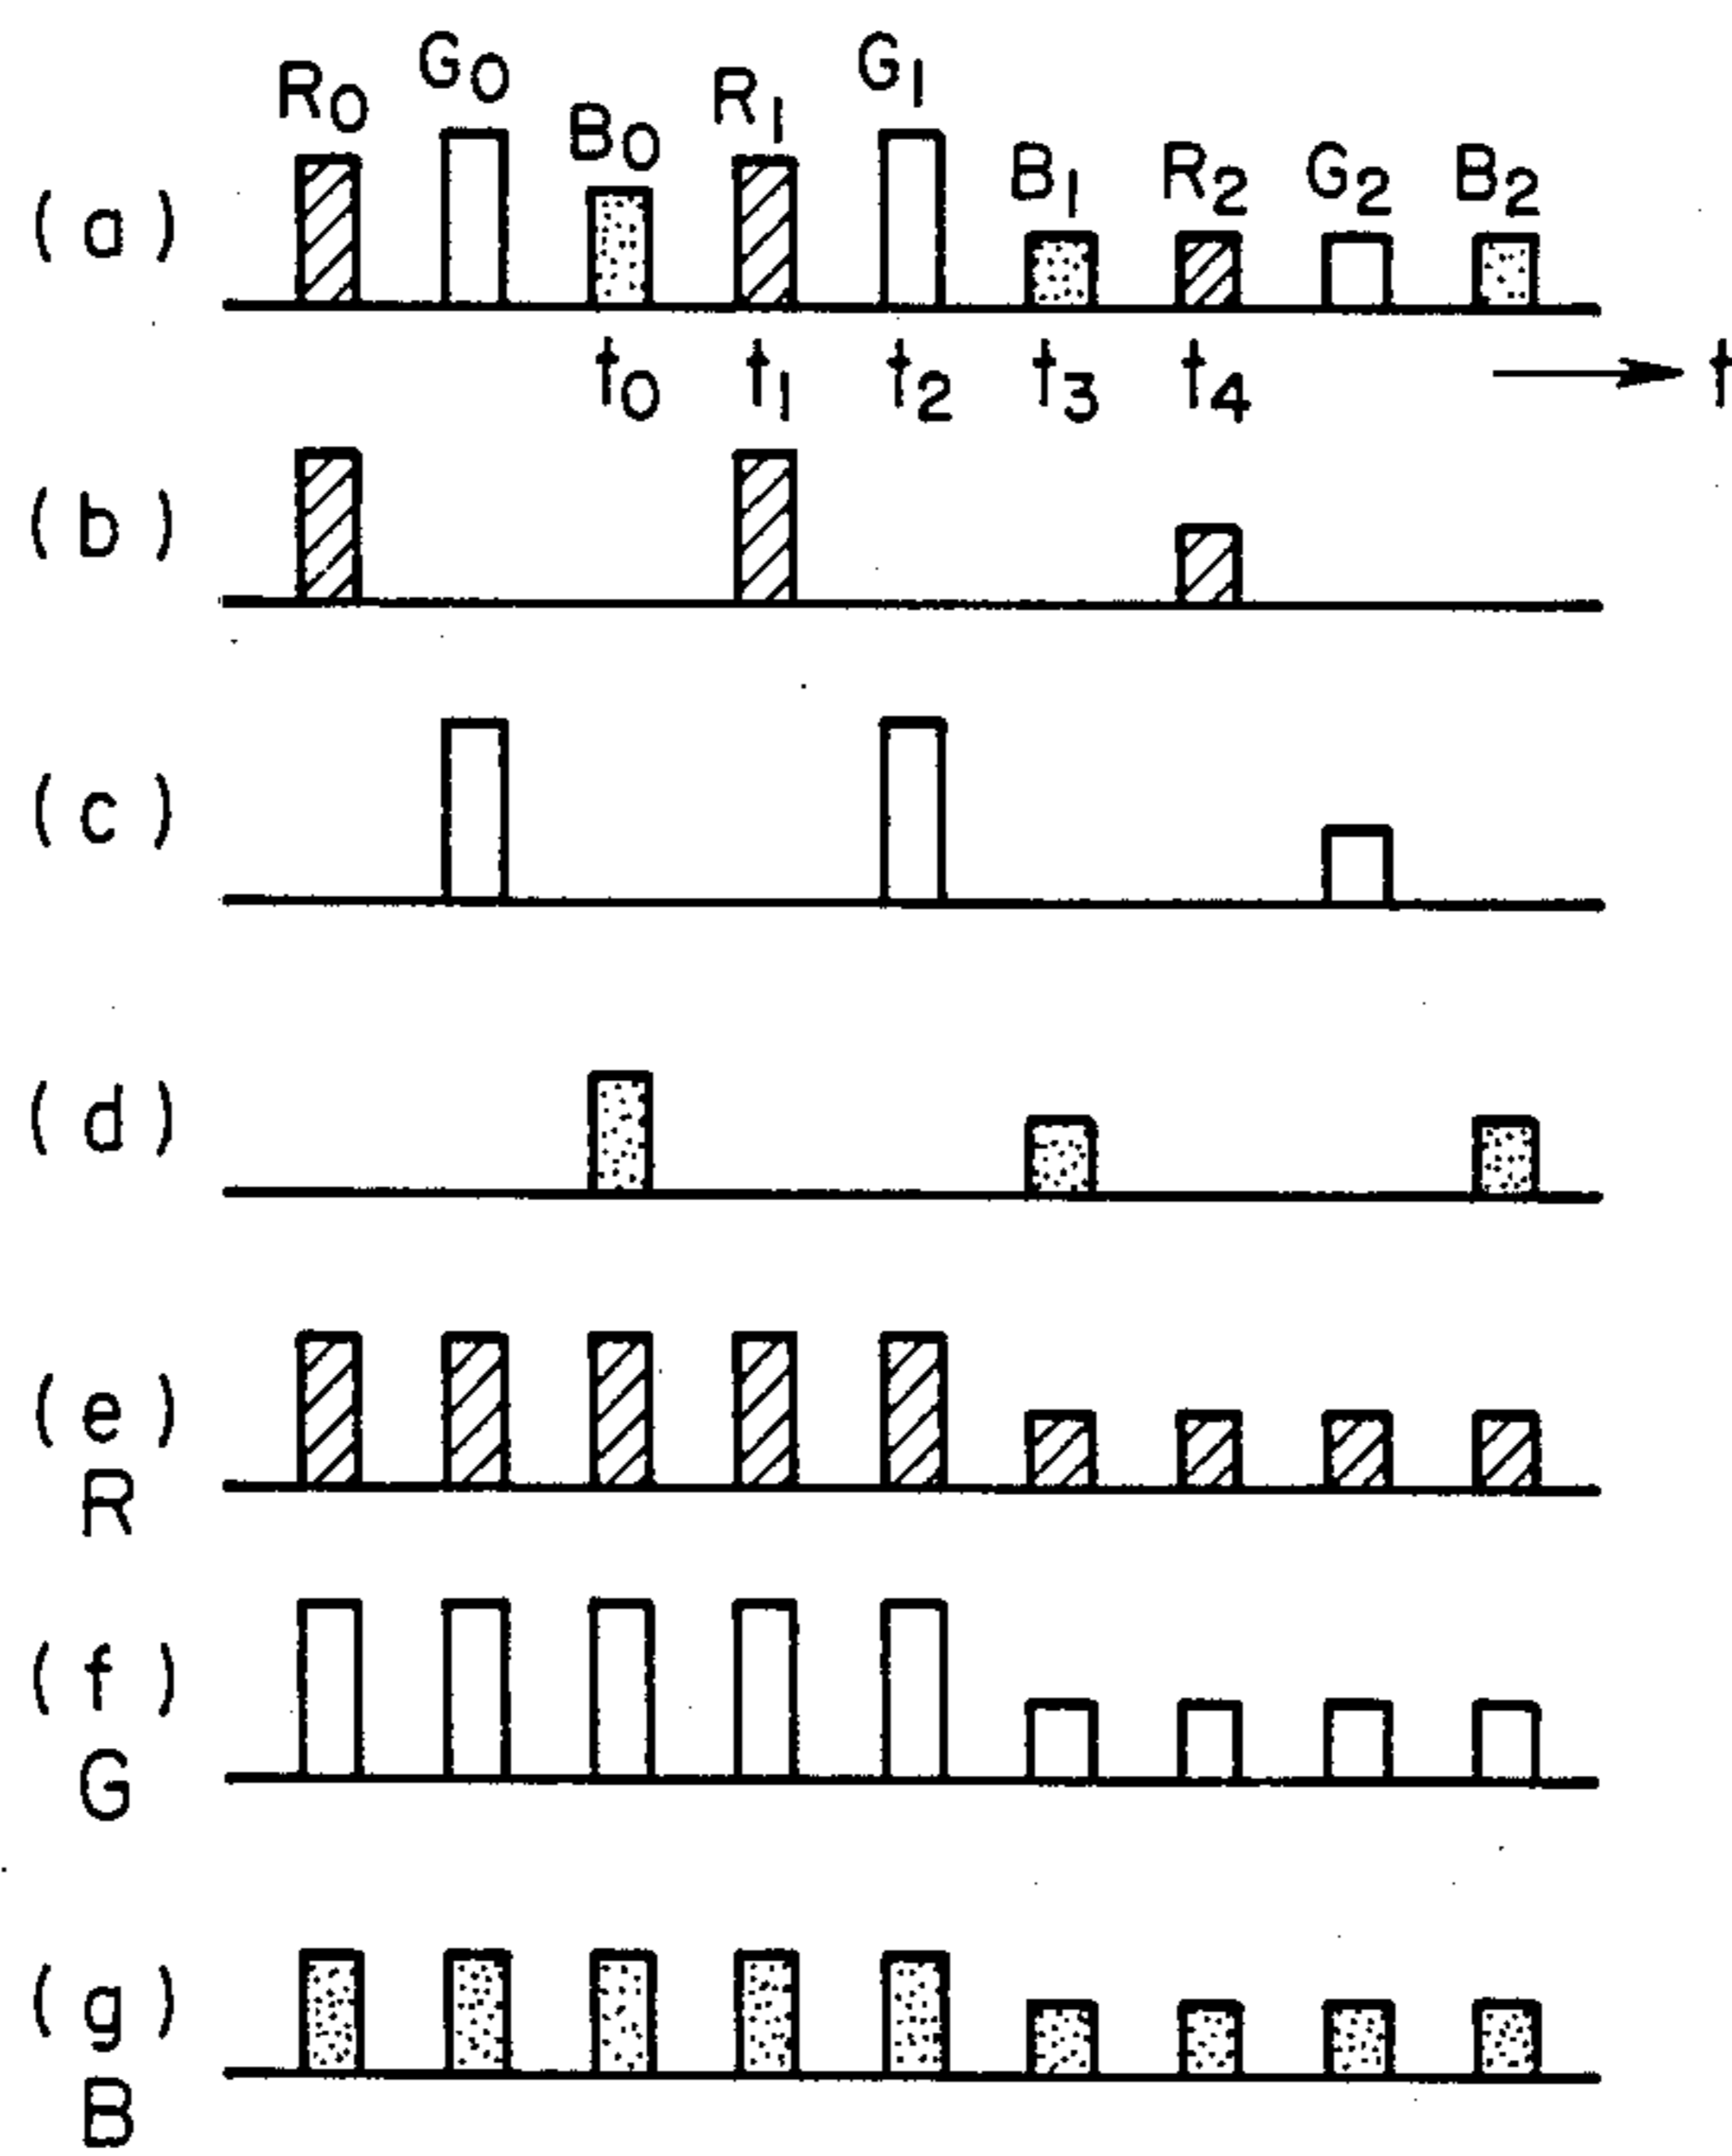 R0 G0 B0 R1 G1 B1 R2 G2 B2
(a)
t0 t1 t2 t3 t4 t
(b)
(c)
(d)
(e)
R
(f)
G
(g)
B